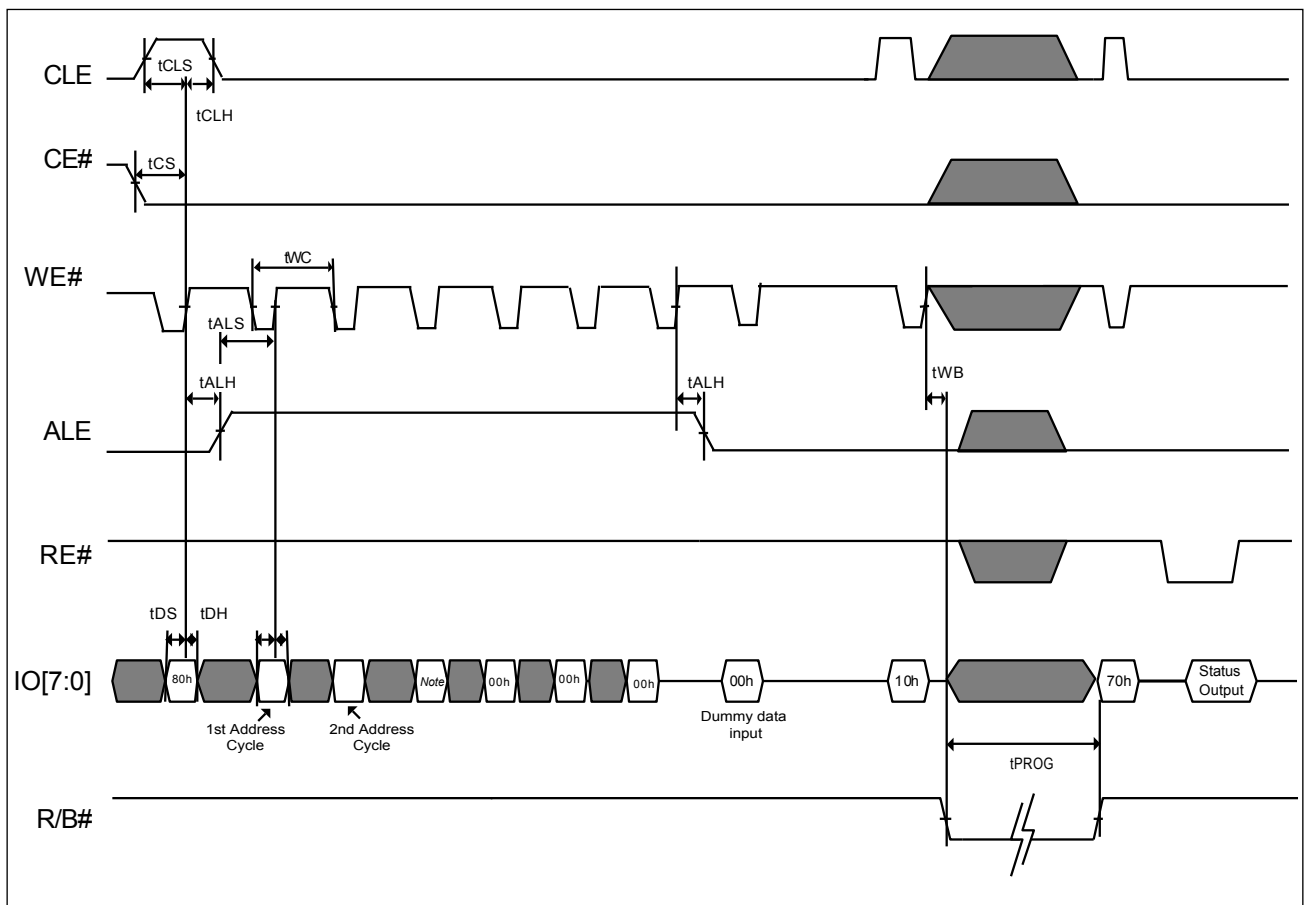 CLE
tCLS
tCLH
CE#
tCS
WE#
tWC
tALS
tALH
tALH
tWB
ALE
RE#
tDS
tDH
IO[7:0]
80h
Note
00h
00h
00h
00h
10h
70h
Status
Output
1st Address
Cycle
2nd Address
Cycle
Dummy data
input
tPROG
R/B#